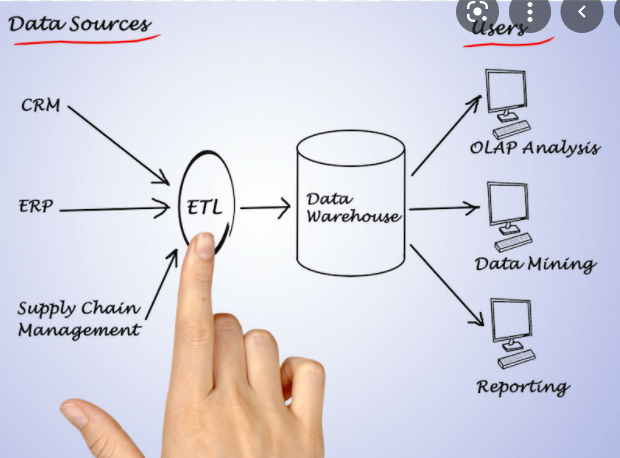 Data Sources
Users
CRM
ERP
Supply Chain
Management
ETL
Data
Warehouse
OLAP Analysis
Data Mining
Reporting